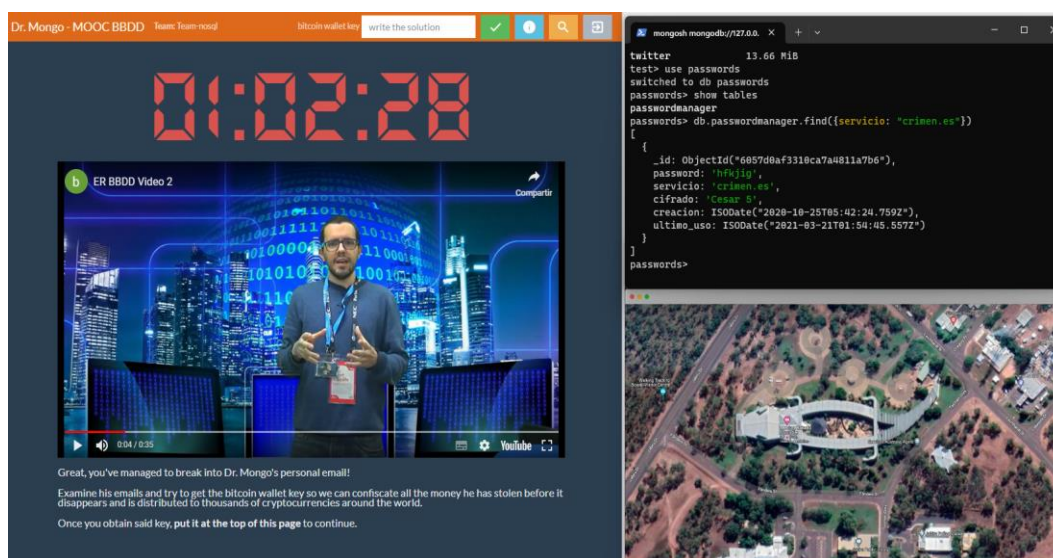 Dr. Mongo - MOOC BBDD Team: Team-nosql bitcoin wallet key write the solution
01:02:28
b ER BBDD Video 2
Compartir
0:04 / 0:35 YouTube
Great, you've managed to break into Dr. Mongo's personal email!
Examine his emails and try to get the bitcoin wallet key so we can confiscate all the money he has stolen before it
disappears and is distributed to thousands of cryptocurrencies around the world.
Once you obtain said key, put it at the top of this page to continue.
mongosh mongodb://127.0.0.
twitter 13.66 MiB
test> use passwords
switched to db passwords
passwords> show tables
passwordmanager
passwords> db.passwordmanager.find({servicio: "crimen.es"})
[
{
_id: ObjectId("6057d0af3310ca7a4811a7b6"),
password: 'hfkjig',
servicio: 'crimen.es',
cifrado: 'Cesar 5',
creacion: ISODate("2020-10-25T05:42:24.759Z"),
ultimo_uso: ISODate("2021-03-21T01:54:45.557Z")
}
]
passwords>